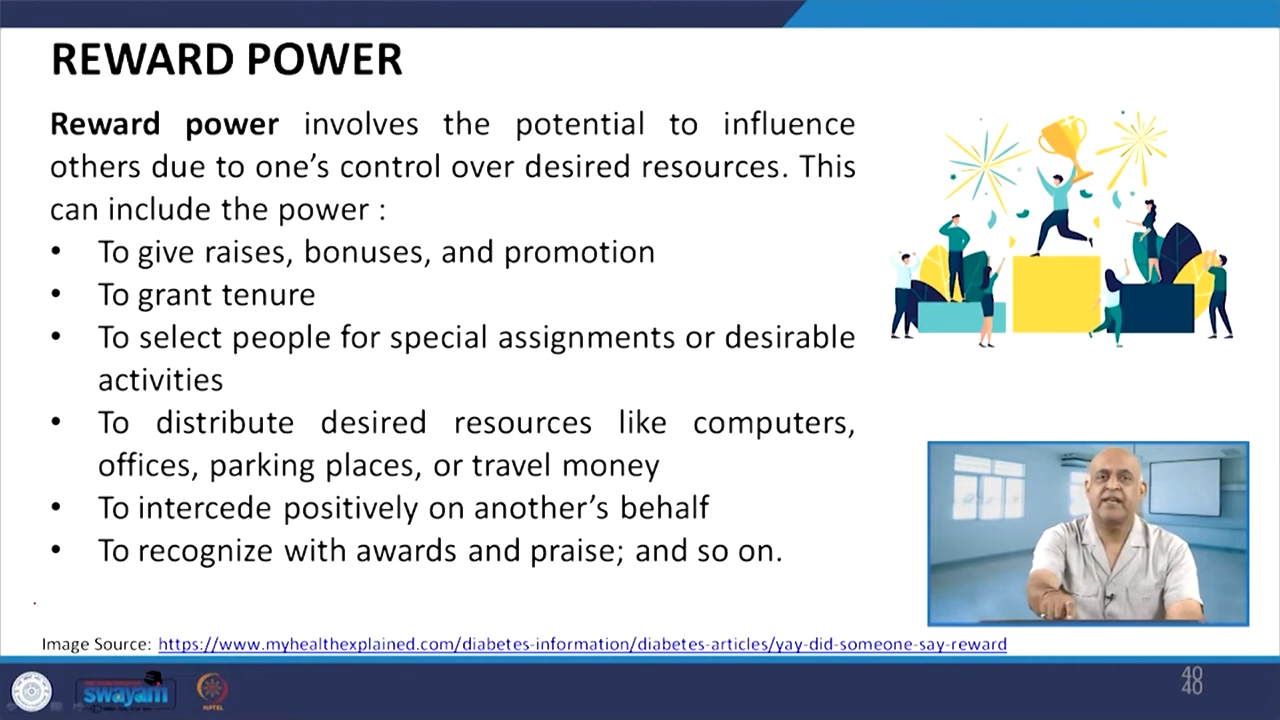 REWARD POWER
Reward power involves the potential to influence
others due to one's control over desired resources. This
can include the power :
• To give raises, bonuses, and promotion
• To grant tenure
• To select people for special assignments or desirable
activities
• To distribute desired resources like computers,
offices, parking places, or travel money
• To intercede positively on another's behalf
• To recognize with awards and praise; and so on.
Image Source: https://www.myhealthexplained.com/diabetes-information/diabetes-articles/yay-did-someone-say-reward
swayam
NPTEL
40
40